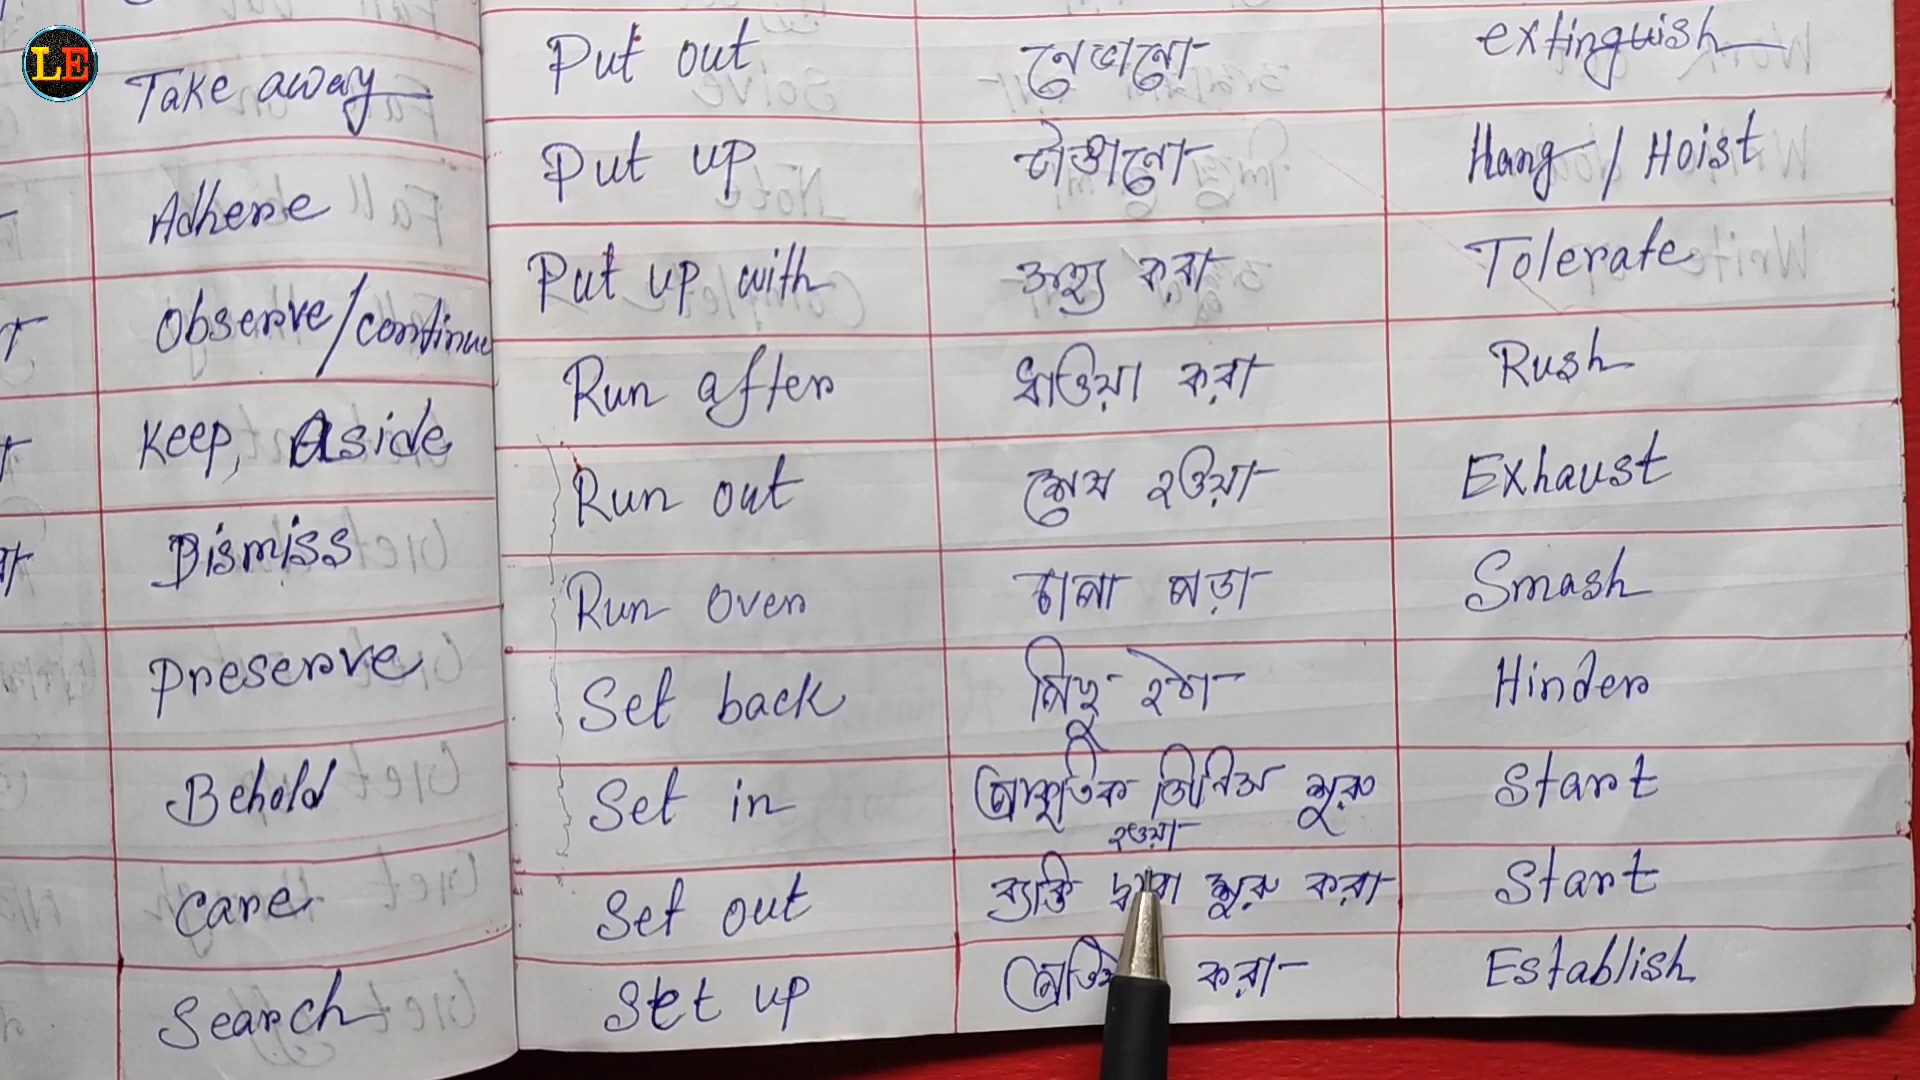 LE
Take away
Adhere
Observe/continue
Keep, Aside
Dismiss
Preserve
Behold
Care
Search
Put out নেভানো extinguish
Put up টাঙানো Hang / Hoist
Put up with সহ্য করা Tolerate
Run after ধাওয়া করা Rush
Run out শেষ হওয়া Exhaust
Run over চাপা পড়া Smash
Set back পিছু হটা Hinder
Set in প্রাকৃতিক জিনিস শুরু Start
হওয়া
Set out ব্যক্তি দ্বারা শুরু করা Start
Set up করা Establish